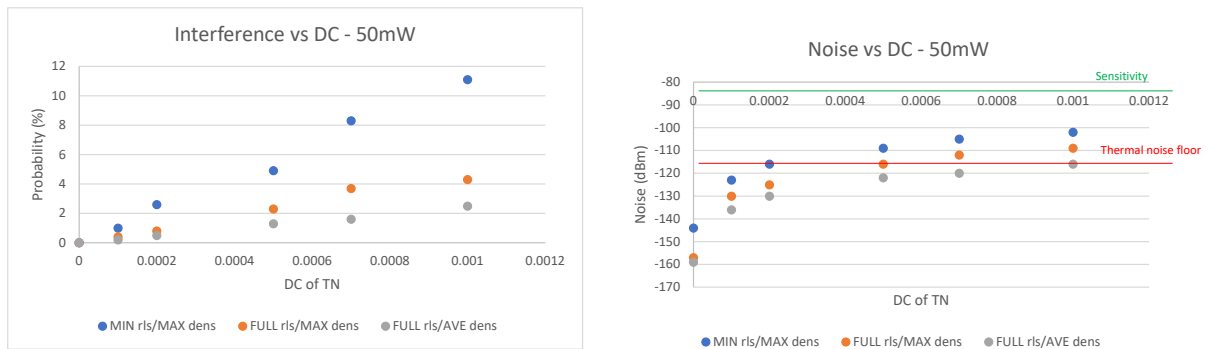 Interference vs DC - 50mW
Probability (%)
12
10
8
6
4
2
0
0 0.0002 0.0004 0.0006 0.0008 0.001 0.0012
DC of TN
MIN rls/MAX dens FULL rls/MAX dens FULL rls/AVE dens
Noise vs DC - 50mW
Noise (dBm)
-80
-90
-100
-110
-120
-130
-140
-150
-160
-170
Sensitivity
0 0.0002 0.0004 0.0006 0.0008 0.001 0.0012
Thermal noise floor
DC of TN
MIN rls/MAX dens FULL rls/MAX dens FULL rls/AVE dens